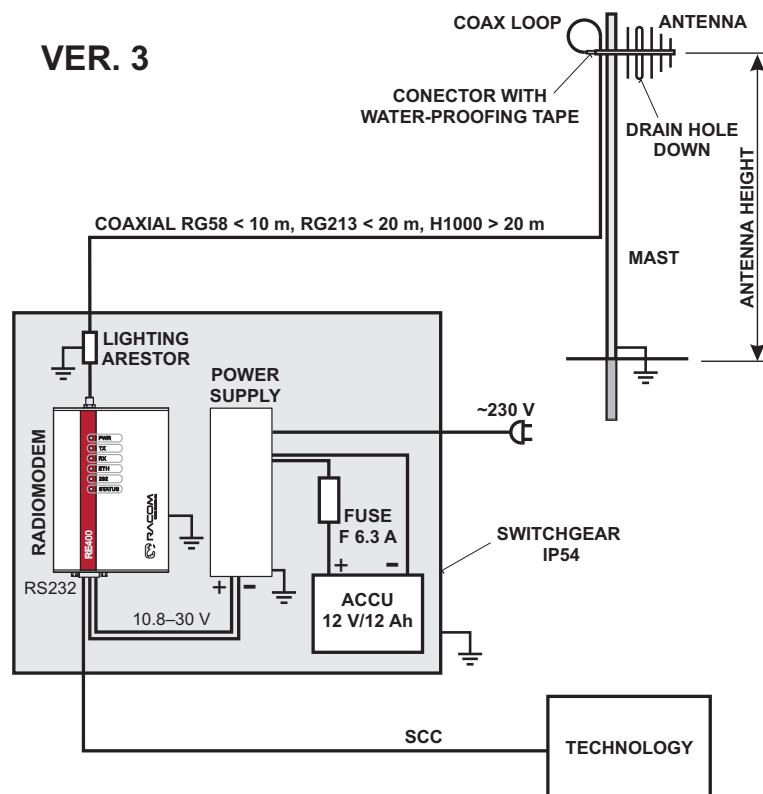 VER. 3
COAX LOOP
ANTENNA
CONECTOR WITH
WATER-PROOFING TAPE
DRAIN HOLE
DOWN
ANTENNA HEIGHT
COAXIAL RG58 < 10 m, RG213 < 20 m, H1000 > 20 m
MAST
LIGHTING
ARESTOR
POWER
SUPPLY
~230 V
RADIOMODEM
PWR
TX
RX
ETH
232
STATUS
RE400
RACOM
FUSE
F 6.3 A
SWITCHGEAR
IP54
RS232
+ –
10.8–30 V
+ –
ACCU
12 V/12 Ah
SCC
TECHNOLOGY